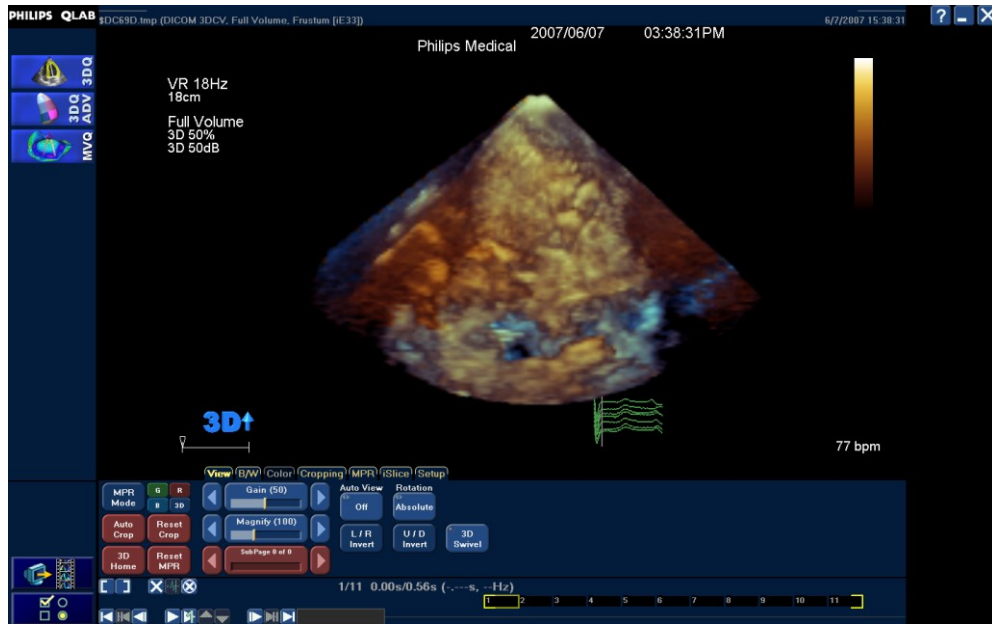 PHILIPS QLAB $DC69D.tmp (DICOM 3DCV, Full Volume, Frustum [iE33]) 6/7/2007 15:38:31
Philips Medical 2007/06/07 03:38:31PM
3DQ
3DQ ADV
MVQ
VR 18Hz
18cm
Full Volume
3D 50%
3D 50dB
3D
77 bpm
View B/W Color Cropping MPR iSlice Setup
MPR Mode
G R
B 3D
Gain (50)
Auto View
Off
Rotation
Absolute
Auto Crop
Reset Crop
Magnify (100)
L / R Invert
U / D Invert
3D Swivel
3D Home
Reset MPR
SubPage 0 of 0
1/11 0.00s/0.56s (-.---s, --Hz)
1 2 3 4 5 6 7 8 9 10 11